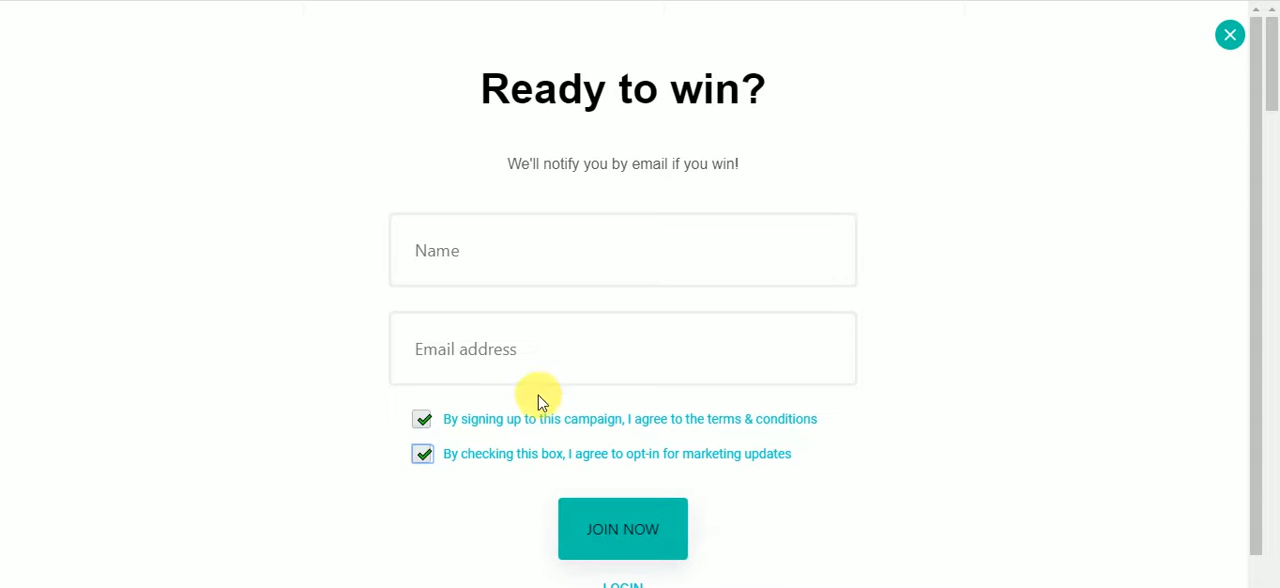 Ready to win?
We'll notify you by email if you win!
Name
Email address
By signing up to this campaign, I agree to the terms & conditions
By checking this box, I agree to opt-in for marketing updates
JOIN NOW
LOGIN